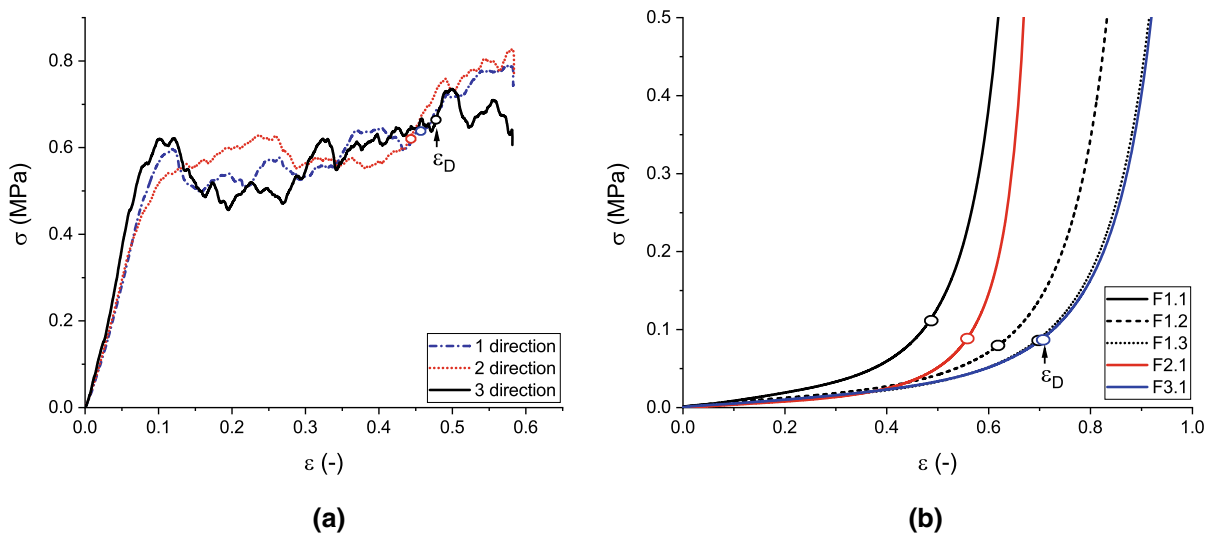 (a)
σ (MPa)
0.8
0.6
0.4
0.2
0.0
0.0 0.1 0.2 0.3 0.4 0.5 0.6
ε (-)
ε_D
1 direction
2 direction
3 direction
(a)
(b)
σ (MPa)
0.5
0.4
0.3
0.2
0.1
0.0
0.0 0.2 0.4 0.6 0.8 1.0
ε (-)
ε_D
F1.1
F1.2
F1.3
F2.1
F3.1
(b)